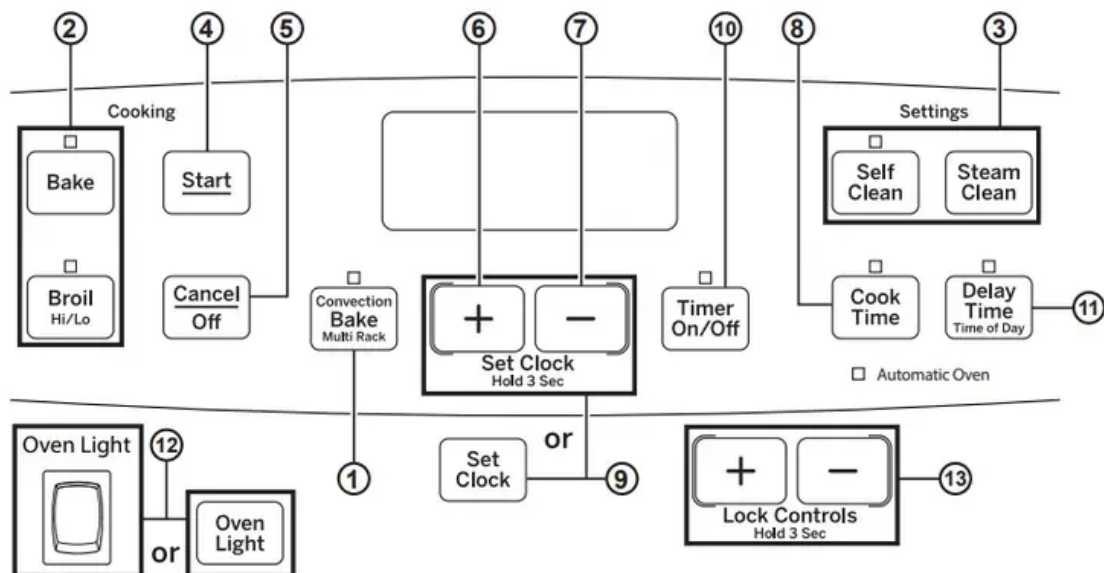 2
4
5
6
7
10
8
3
Cooking
Settings
Bake
Start
Self
Clean
Steam
Clean
Broil
Hi/Lo
Cancel
Off
Convection
Bake
Multi Rack
+
−
Set Clock
Hold 3 Sec
Timer
On/Off
Cook
Time
Delay
Time
Time of Day
11
Automatic Oven
Oven Light
12
or
Oven
Light
1
Set
Clock
or
9
+
−
Lock Controls
Hold 3 Sec
13